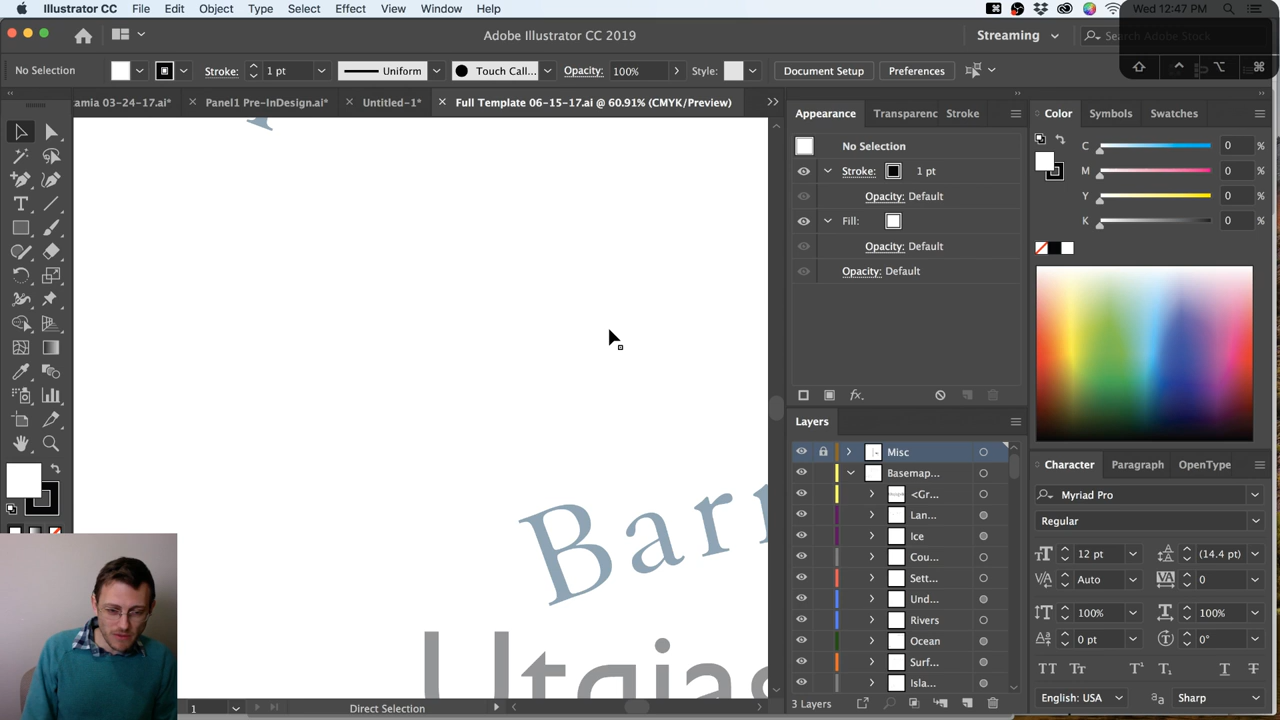 Illustrator CC File Edit Object Type Select Effect View Window Help Wed 12:47 PM
Adobe Illustrator CC 2019 Streaming Search Adobe Stock
No Selection Stroke: 1 pt Uniform Touch Call... Opacity: 100% Style: Document Setup Preferences
amia 03-24-17.ai* Panel1 Pre-InDesign.ai* Untitled-1* Full Template 06-15-17.ai @ 60.91% (CMYK/Preview)
Appearance Transparenc Stroke
No Selection
Stroke: 1 pt
Opacity: Default
Fill:
Opacity: Default
Opacity: Default
Color Symbols Swatches
C 0 %
M 0 %
Y 0 %
K 0 %
Layers
Misc
Basemap...
<Gr...
Lan...
Ice
Cou...
Sett...
Und...
Rivers
Ocean
Surf...
Isla...
3 Layers
Character Paragraph OpenType
Myriad Pro
Regular
12 pt (14.4 pt)
Auto 0
100% 100%
0 pt 0°
English: USA Sharp
Barr
Utqias
1 Direct Selection